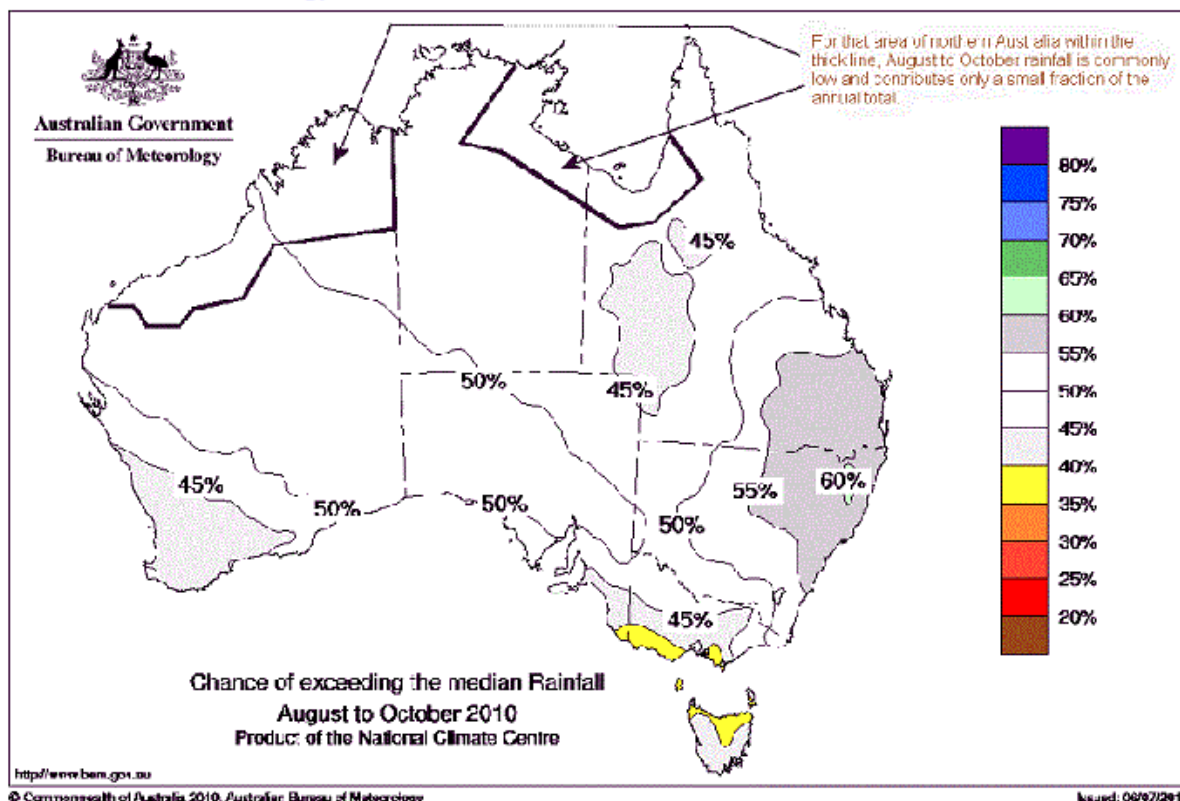 For that area of northern Australia within the
thick line, August to October rainfall is commonly
low and contributes only a small fraction of the
annual total.
Australian Government
Bureau of Meteorology
80%
75%
70%
65%
60%
55%
50%
45%
40%
35%
30%
25%
20%
45%
50%
45%
45%
50%
50%
55%
60%
50%
45%
Chance of exceeding the median Rainfall
August to October 2010
Product of the National Climate Centre
http://www.bom.gov.au
© Commonwealth of Australia 2010, Australian Bureau of Meteorology
Issued: